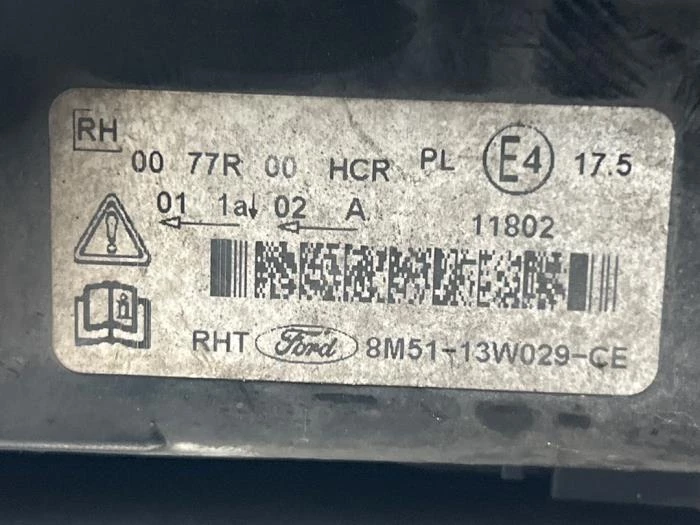 RH
00 77R 00 HCR PL E4 17.5
01 1a↓ 02 A
11802
RHT Ford 8M51-13W029-CE